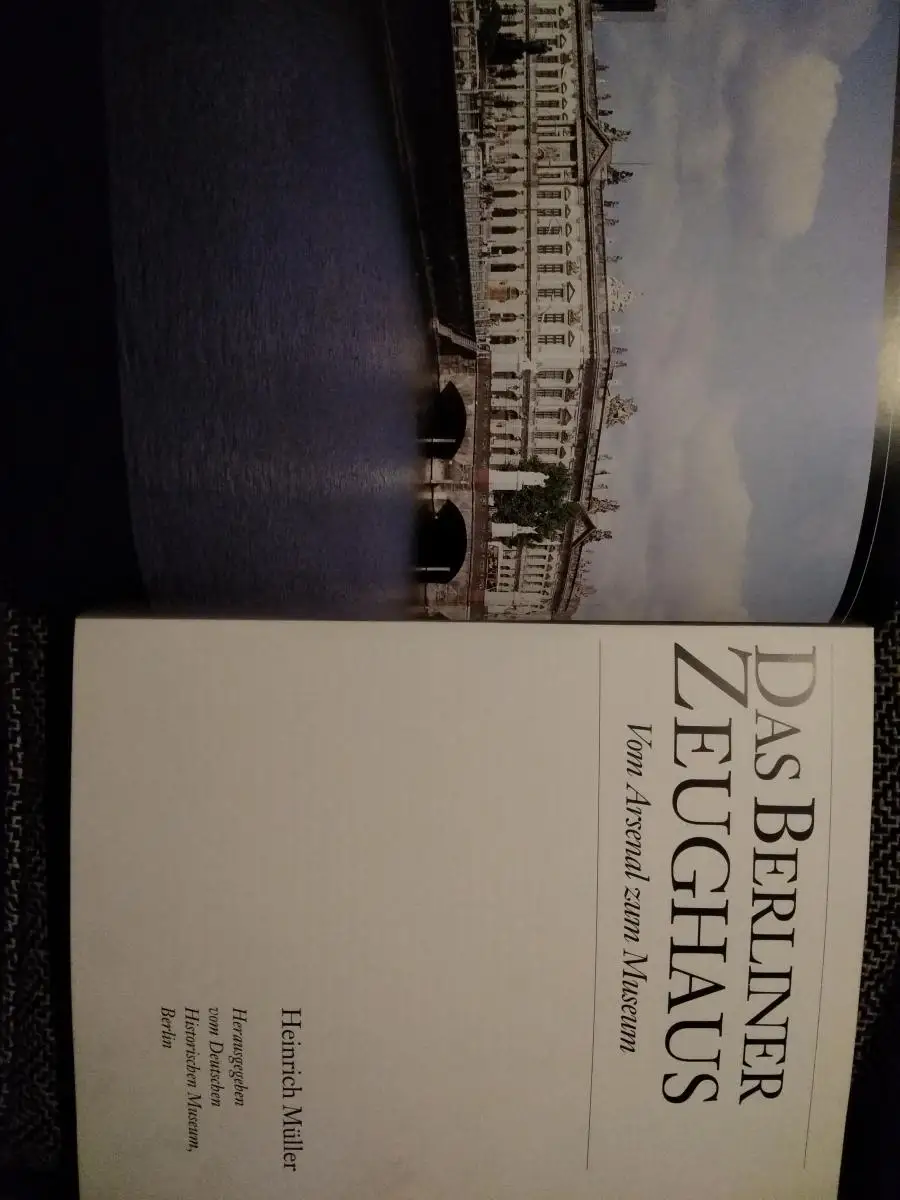 DAS BERLINER
ZEUGHAUS
Vom Arsenal zum Museum
Heinrich Müller
Herausgegeben
vom Deutschen
Historischen Museum,
Berlin